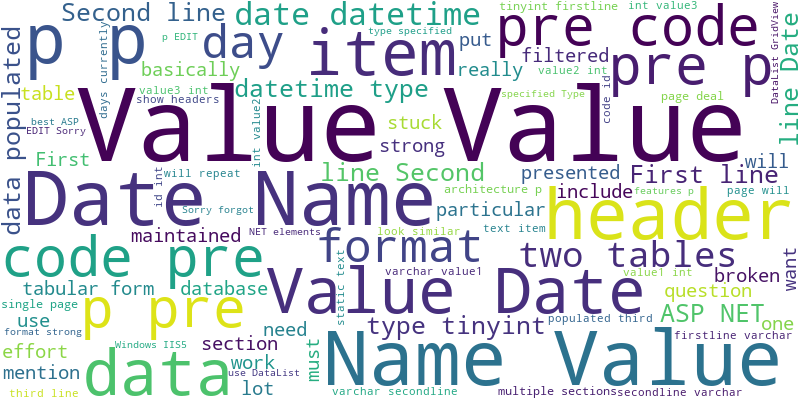 Second line
date datetime
tinyint firstline
int value3
pre code
line Date
DataList GridView
p p
p EDIT
day
item
type specified
put
filtered
pre p
days currently
basically
really
value2 int
data populated
table
value3 int
datetime type
specified Type
code id
page deal
best ASP
show headers
EDIT Sorry
int value2
Value Value
stuck
strong
First
will repeat
line Second
presented
First line
will
id int
Date Name
architecture p
include
features p
page will
Sorry forgot
particular
header
text item
maintained
NET elements
look similar
code pre
format
two tables
varchar value1
value1 int
broken
want
tabular form
database
static text
Value Date
question
single page
p pre
use
need
type tinyint
populated third
ASP NET
one
format strong
Windows IIS5
section
must
firstline varchar
effort
work
Name Value
mention
data
use DataList
lot
third line
varchar secondline
multiple sections
secondline varchar